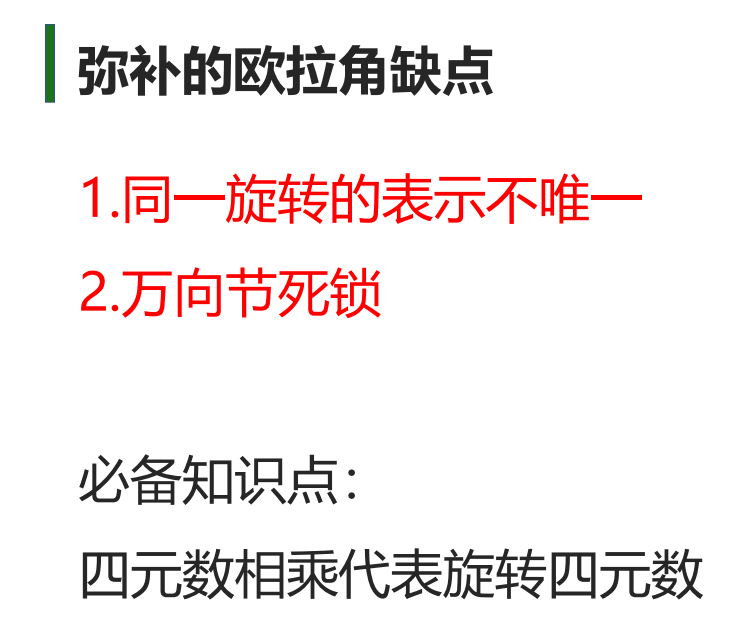 弥补的欧拉角缺点
1.同一旋转的表示不唯一
2.万向节死锁
必备知识点：
四元数相乘代表旋转四元数